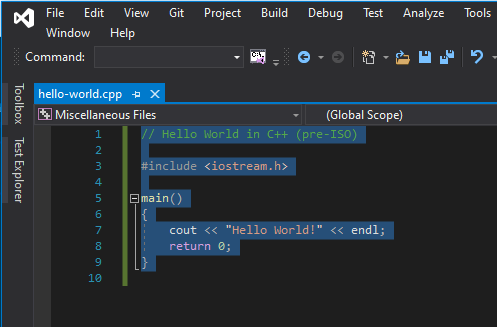 File Edit View Git Project Build Debug Test Analyze Tools
Window Help
Command:
Toolbox
Test Explorer
hello-world.cpp
Miscellaneous Files (Global Scope)
1 // Hello World in C++ (pre-ISO)
2
3 #include <iostream.h>
4
5 main()
6 {
7 cout << "Hello World!" << endl;
8 return 0;
9 }
10